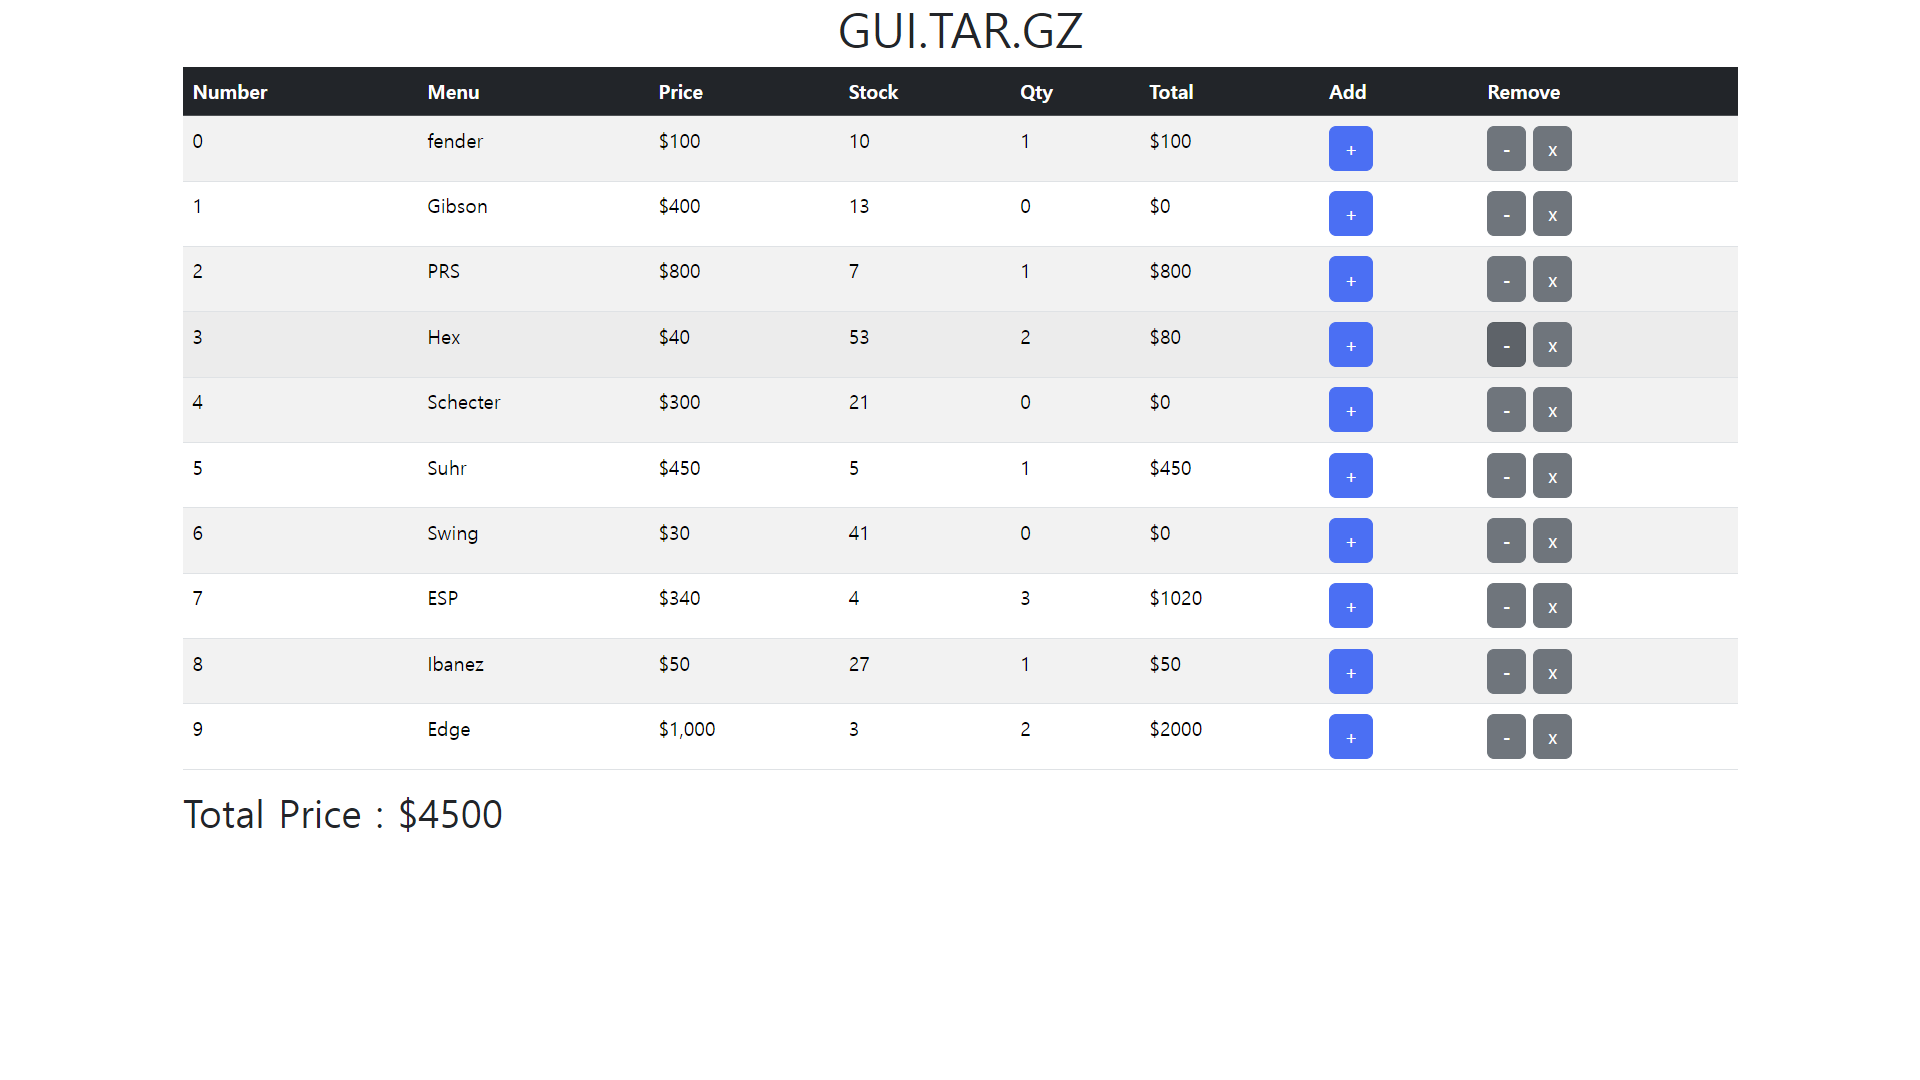 GUI.TAR.GZ
Number Menu Price Stock Qty Total Add Remove
0 fender $100 10 1 $100 + - x
1 Gibson $400 13 0 $0 + - x
2 PRS $800 7 1 $800 + - x
3 Hex $40 53 2 $80 + - x
4 Schecter $300 21 0 $0 + - x
5 Suhr $450 5 1 $450 + - x
6 Swing $30 41 0 $0 + - x
7 ESP $340 4 3 $1020 + - x
8 Ibanez $50 27 1 $50 + - x
9 Edge $1,000 3 2 $2000 + - x
Total Price : $4500